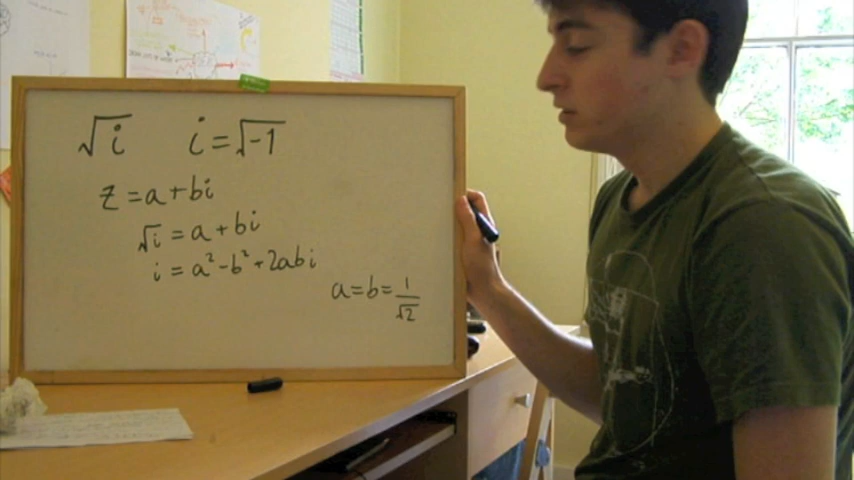 √i i = √-1
z = a + bi
√i = a + bi
i = a² - b² + 2abi
a = b = 1/√2